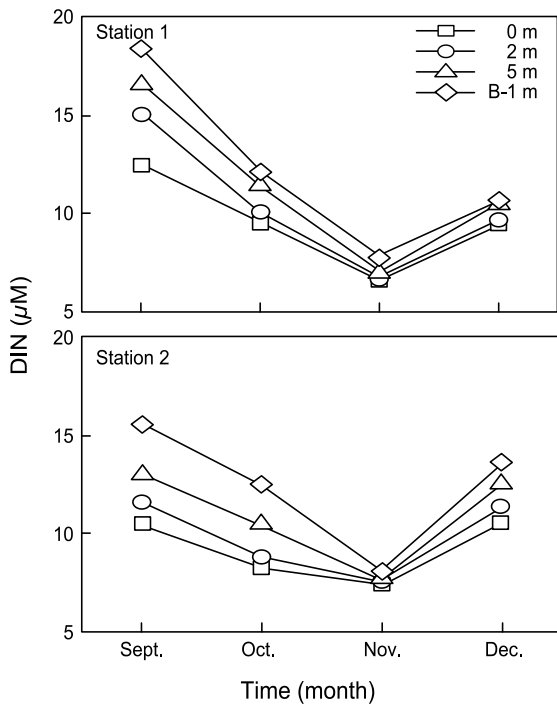 20
Station 1
0 m
2 m
5 m
B-1 m
15
10
5
DIN (µM)
20
Station 2
15
10
5
Sept.
Oct.
Nov.
Dec.
Time (month)